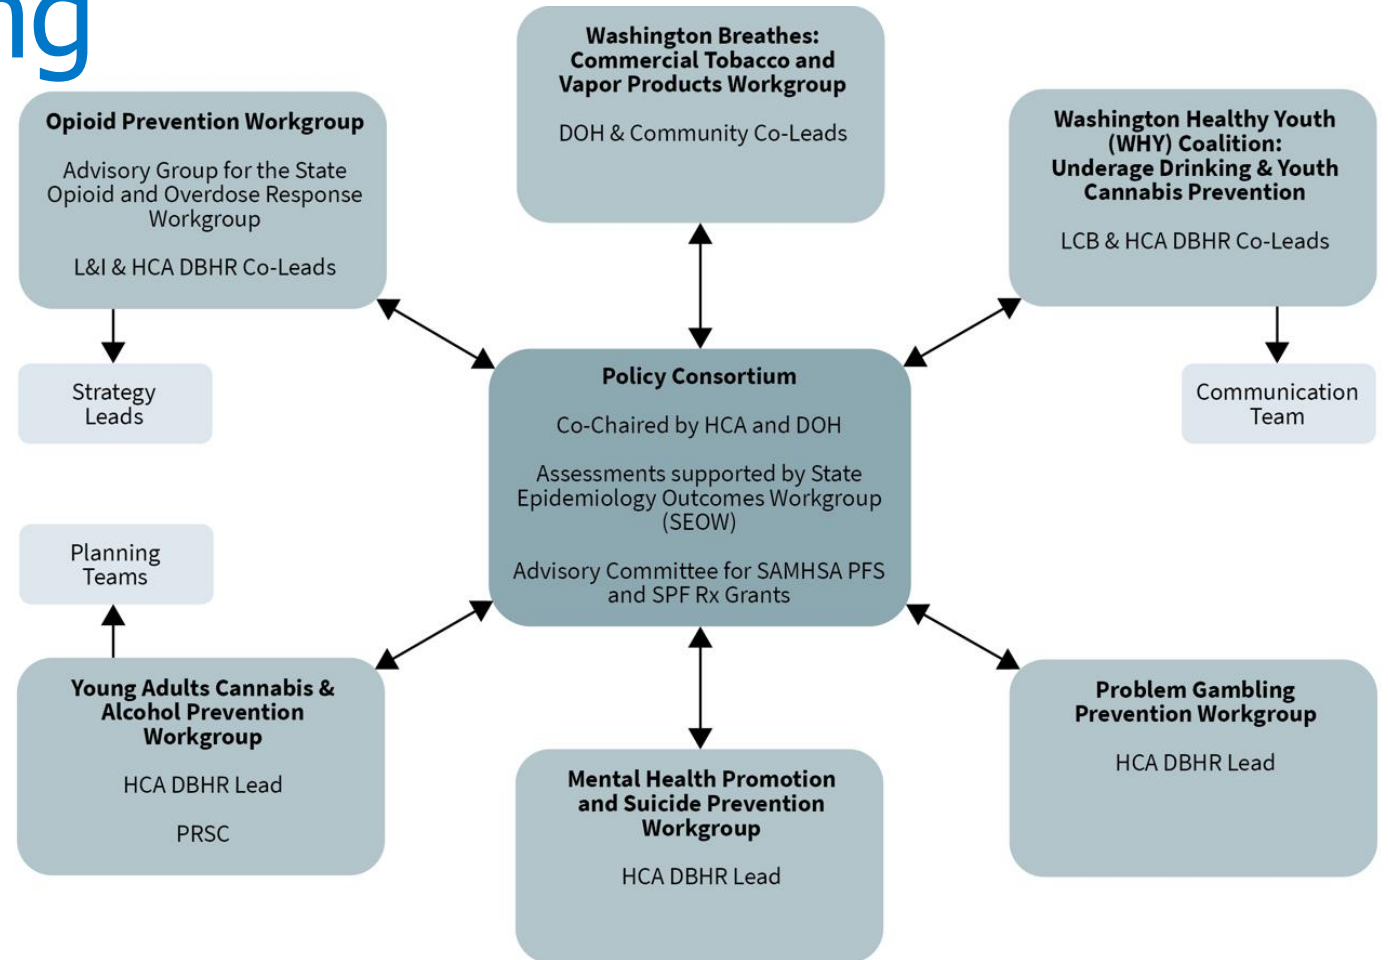 Washington Breathes:
Commercial Tobacco and
Vapor Products Workgroup
DOH & Community Co-Leads
Opioid Prevention Workgroup
Advisory Group for the State
Opioid and Overdose Response
Workgroup
L&I & HCA DBHR Co-Leads
Washington Healthy Youth
(WHY) Coalition:
Underage Drinking & Youth
Cannabis Prevention
LCB & HCA DBHR Co-Leads
Strategy
Leads
Communication
Team
Policy Consortium
Co-Chaired by HCA and DOH
Assessments supported by State
Epidemiology Outcomes Workgroup
(SEOW)
Advisory Committee for SAMHSA PFS
and SPF Rx Grants
Planning
Teams
Young Adults Cannabis &
Alcohol Prevention
Workgroup
HCA DBHR Lead
PRSC
Mental Health Promotion
and Suicide Prevention
Workgroup
HCA DBHR Lead
Problem Gambling
Prevention Workgroup
HCA DBHR Lead